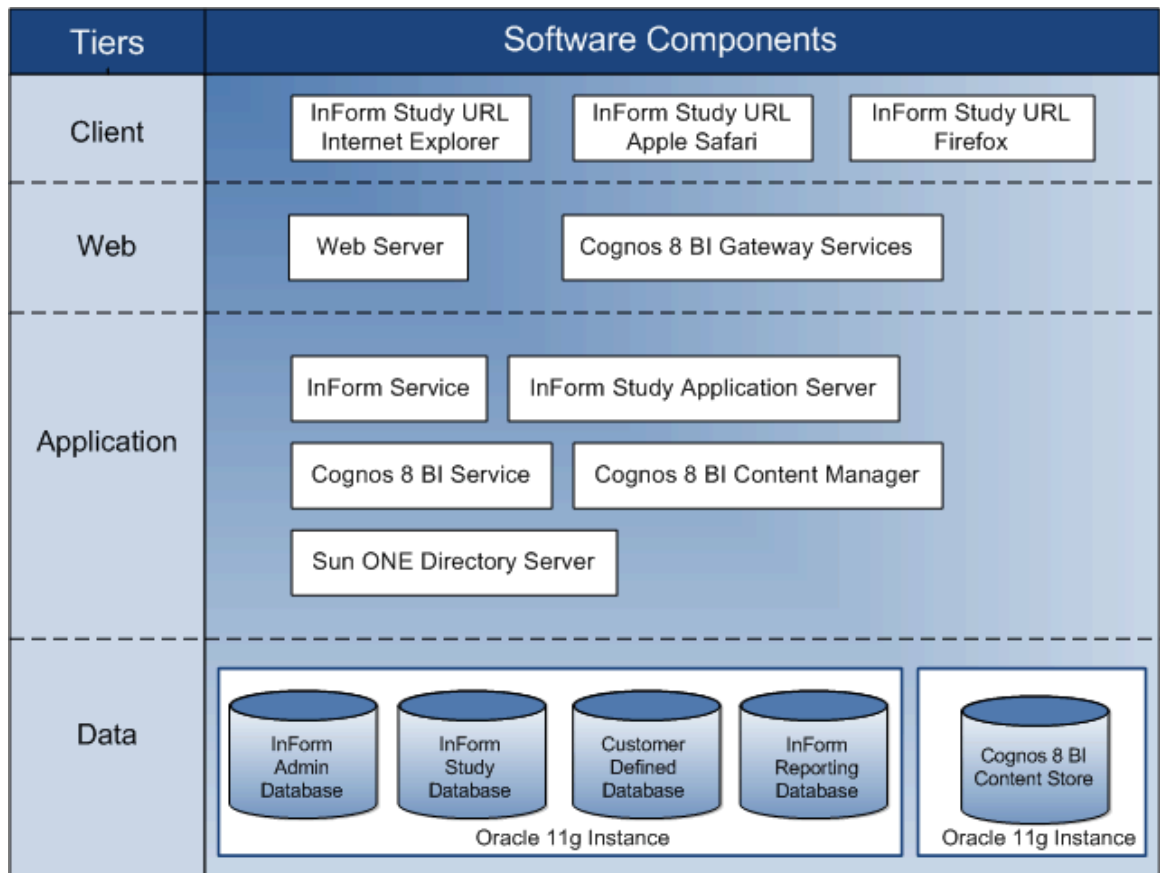 Tiers
Software Components
Client
InForm Study URL
Internet Explorer
InForm Study URL
Apple Safari
InForm Study URL
Firefox
Web
Web Server
Cognos 8 BI Gateway Services
Application
InForm Service
InForm Study Application Server
Cognos 8 BI Service
Cognos 8 BI Content Manager
Sun ONE Directory Server
Data
InForm
Admin
Database
InForm
Study
Database
Customer
Defined
Database
InForm
Reporting
Database
Oracle 11g Instance
Cognos 8 BI
Content Store
Oracle 11g Instance